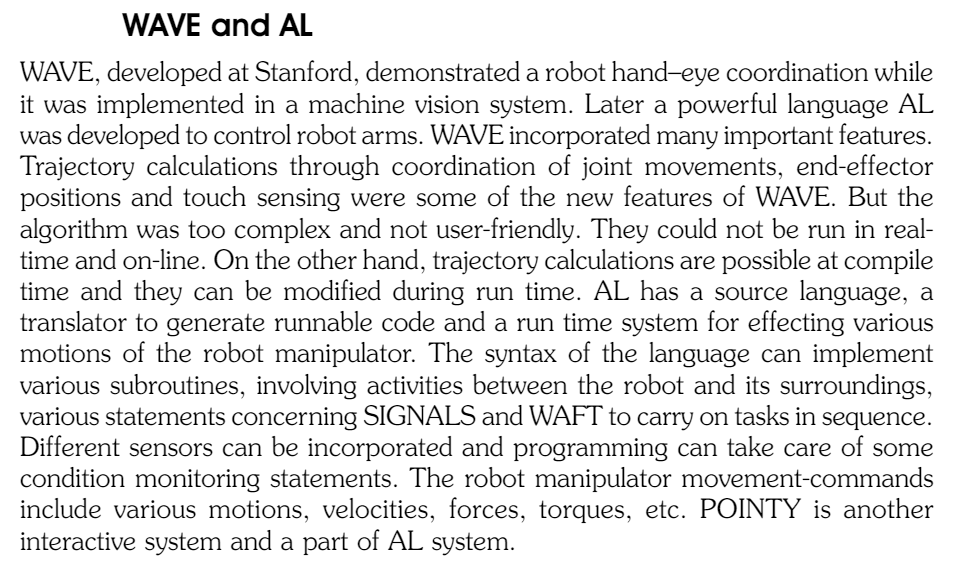 WAVE and AL
WAVE, developed at Stanford, demonstrated a robot hand–eye coordination while
it was implemented in a machine vision system. Later a powerful language AL
was developed to control robot arms. WAVE incorporated many important features.
Trajectory calculations through coordination of joint movements, end-effector
positions and touch sensing were some of the new features of WAVE. But the
algorithm was too complex and not user-friendly. They could not be run in real-
time and on-line. On the other hand, trajectory calculations are possible at compile
time and they can be modified during run time. AL has a source language, a
translator to generate runnable code and a run time system for effecting various
motions of the robot manipulator. The syntax of the language can implement
various subroutines, involving activities between the robot and its surroundings,
various statements concerning SIGNALS and WAFT to carry on tasks in sequence.
Different sensors can be incorporated and programming can take care of some
condition monitoring statements. The robot manipulator movement-commands
include various motions, velocities, forces, torques, etc. POINTY is another
interactive system and a part of AL system.